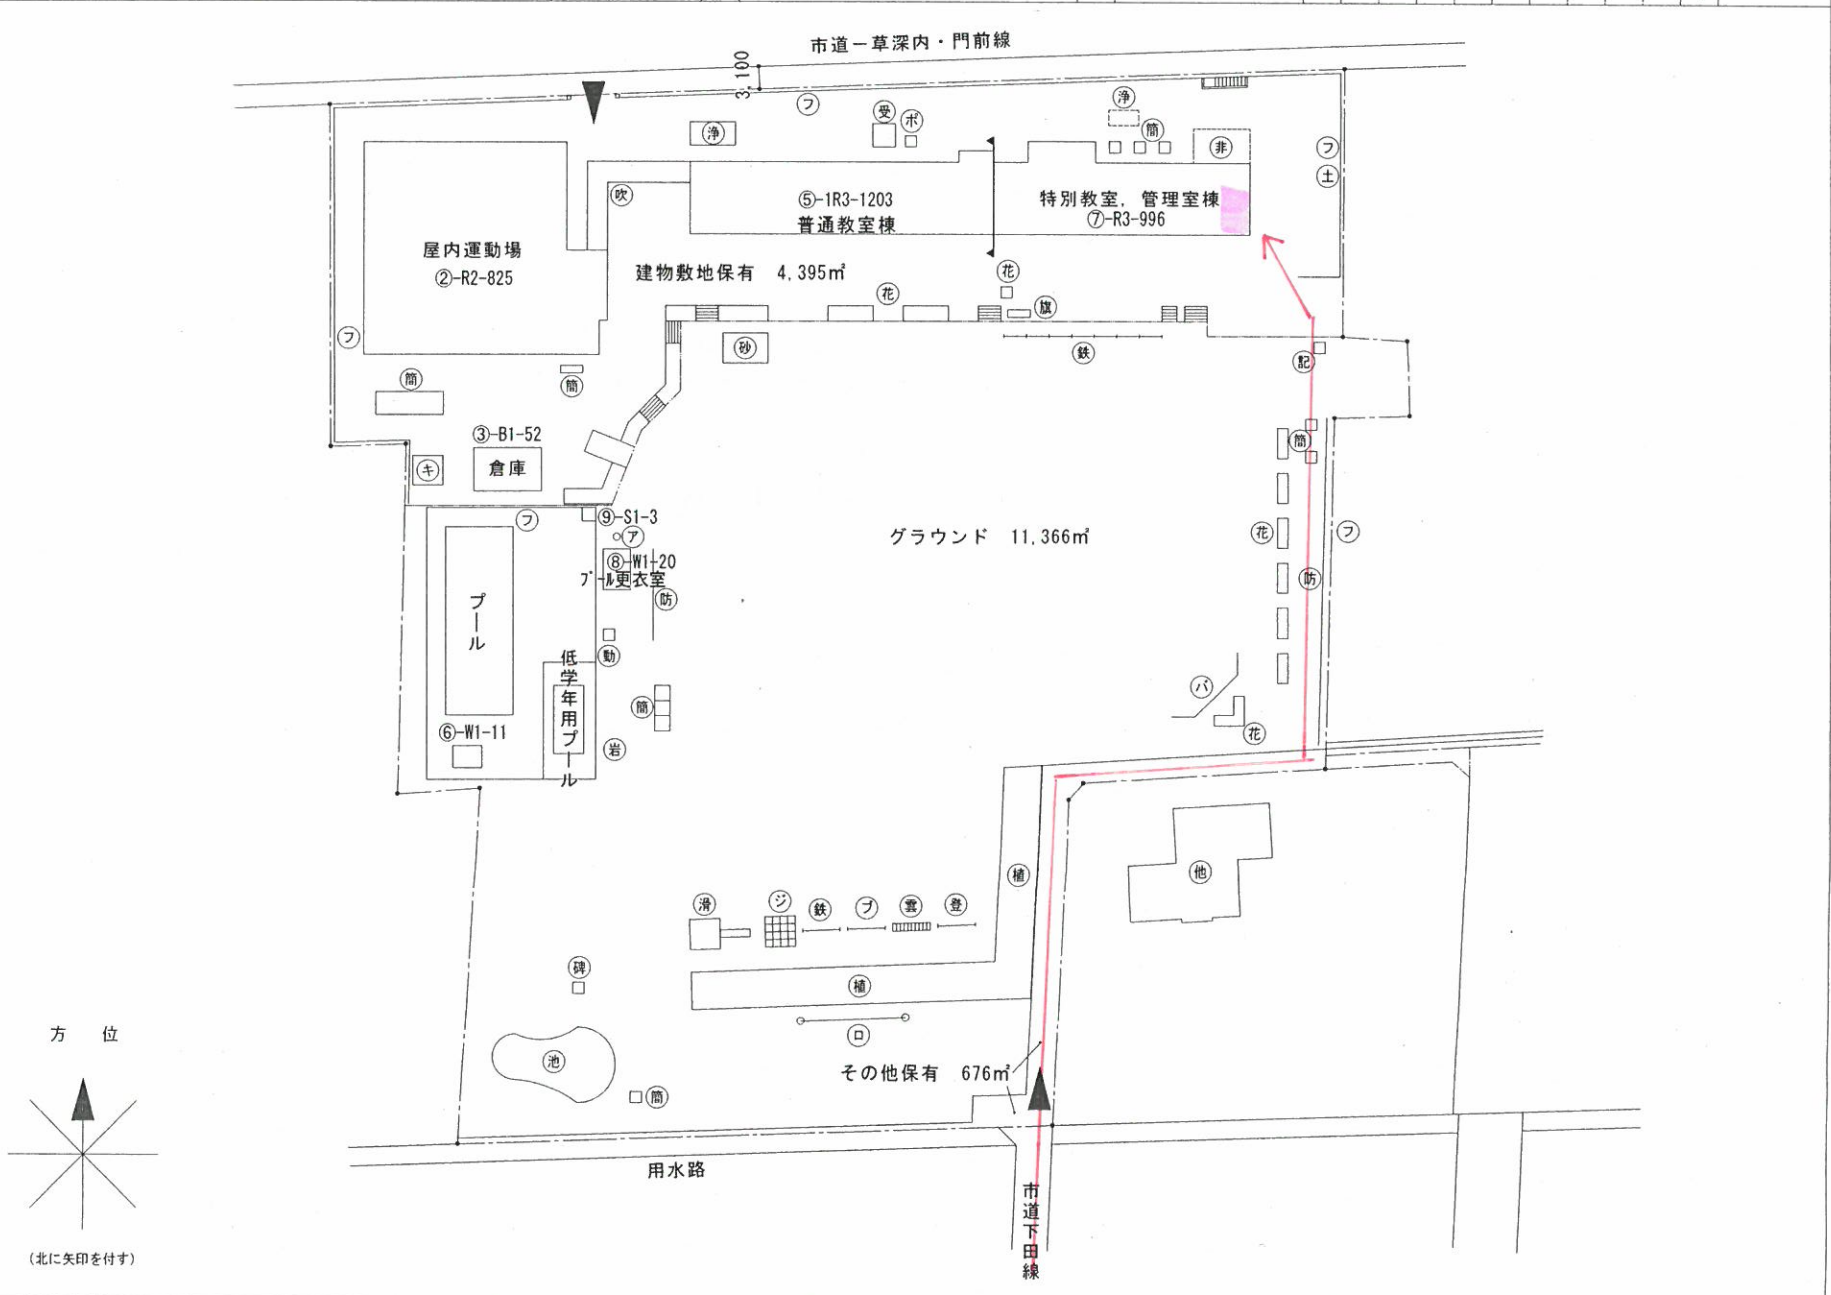 市道一草深内・門前線
3,100
フ
浄
受
ポ
浄
簡
非
フ
土
吹
⑤-1R3-1203
普通教室棟
特別教室，管理室棟
⑦-R3-996
屋内運動場
②-R2-825
建物敷地保有 4,395㎡
花
花
旗
フ
砂
鉄
記
簡
簡
③-B1-52
倉庫
キ
簡
フ
⑨-S1-3
ア
⑧-W1-20
プール更衣室
防
グラウンド 11,366㎡
花
フ
防
プール
動
低学年用プール
簡
岩
⑥-W1-11
バ
花
植
他
滑
ジ
鉄
ブ
雲
登
碑
植
ロ
池
簡
その他保有 676㎡
方 位
用水路
市道下田線
(北に矢印を付す)